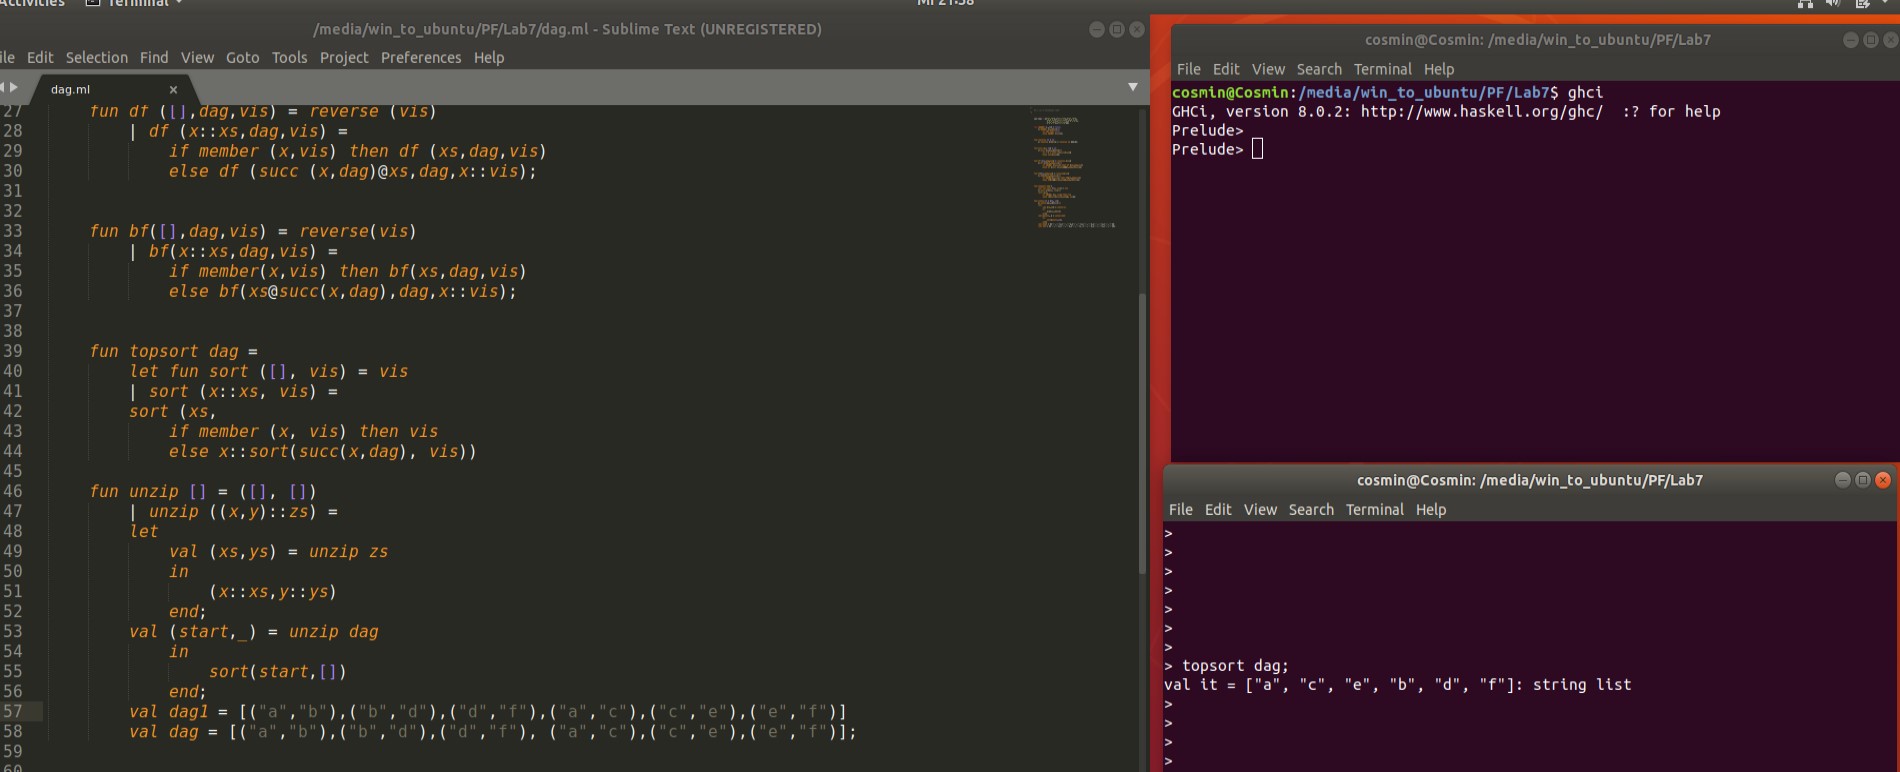 Activities Terminal Mi 21:58
/media/win_to_ubuntu/PF/Lab7/dag.ml - Sublime Text (UNREGISTERED)
ile Edit Selection Find View Goto Tools Project Preferences Help
dag.ml ×
27 fun df ([],dag,vis) = reverse (vis)
28 | df (x::xs,dag,vis) =
29 if member (x,vis) then df (xs,dag,vis)
30 else df (succ (x,dag)@xs,dag,x::vis);
31
32
33 fun bf([],dag,vis) = reverse(vis)
34 | bf(x::xs,dag,vis) =
35 if member(x,vis) then bf(xs,dag,vis)
36 else bf(xs@succ(x,dag),dag,x::vis);
37
38
39 fun topsort dag =
40 let fun sort ([], vis) = vis
41 | sort (x::xs, vis) =
42 sort (xs,
43 if member (x, vis) then vis
44 else x::sort(succ(x,dag), vis))
45
46 fun unzip [] = ([], [])
47 | unzip ((x,y)::zs) =
48 let
49 val (xs,ys) = unzip zs
50 in
51 (x::xs,y::ys)
52 end;
53 val (start,_) = unzip dag
54 in
55 sort(start,[])
56 end;
57 val dag1 = [("a","b"),("b","d"),("d","f"),("a","c"),("c","e"),("e","f")]
58 val dag = [("a","b"),("b","d"),("d","f"), ("a","c"),("c","e"),("e","f")];
59
60
cosmin@Cosmin: /media/win_to_ubuntu/PF/Lab7
File Edit View Search Terminal Help
cosmin@Cosmin:/media/win_to_ubuntu/PF/Lab7$ ghci
GHCi, version 8.0.2: http://www.haskell.org/ghc/ :? for help
Prelude>
Prelude>
cosmin@Cosmin: /media/win_to_ubuntu/PF/Lab7
File Edit View Search Terminal Help
>
>
>
>
>
>
>
> topsort dag;
val it = ["a", "c", "e", "b", "d", "f"]: string list
>
>
>
>